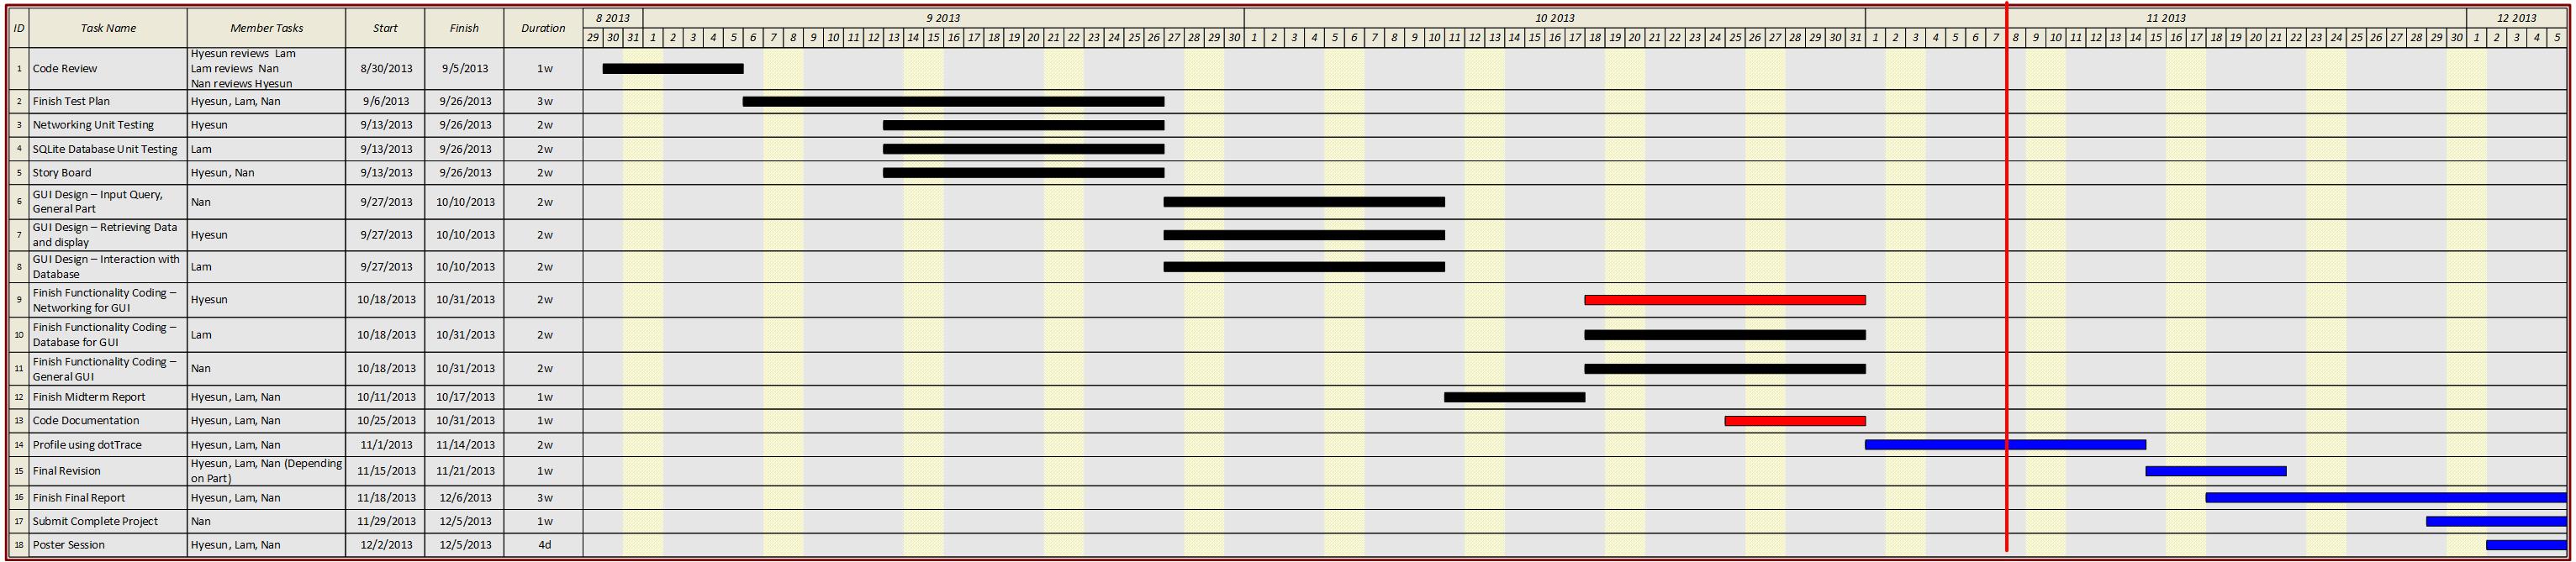 ID Task Name Member Tasks Start Finish Duration 8 2013 9 2013 10 2013 11 2013 12 2013
29 30 31 1 2 3 4 5 6 7 8 9 10 11 12 13 14 15 16 17 18 19 20 21 22 23 24 25 26 27 28 29 30 1 2 3 4 5 6 7 8 9 10 11 12 13 14 15 16 17 18 19 20 21 22 23 24 25 26 27 28 29 30 31 1 2 3 4 5 6 7 8 9 10 11 12 13 14 15 16 17 18 19 20 21 22 23 24 25 26 27 28 29 30 1 2 3 4 5
1 Code Review
Hyesun reviews Lam
Lam reviews Nan
Nan reviews Hyesun
8/30/2013 9/5/2013 1w
2 Finish Test Plan Hyesun, Lam, Nan 9/6/2013 9/26/2013 3w
3 Networking Unit Testing Hyesun 9/13/2013 9/26/2013 2w
4 SQLite Database Unit Testing Lam 9/13/2013 9/26/2013 2w
5 Story Board Hyesun, Nan 9/13/2013 9/26/2013 2w
6 GUI Design – Input Query,
General Part
Nan 9/27/2013 10/10/2013 2w
7 GUI Design – Retrieving Data
and display
Hyesun 9/27/2013 10/10/2013 2w
8 GUI Design – Interaction with
Database
Lam 9/27/2013 10/10/2013 2w
9 Finish Functionality Coding –
Networking for GUI
Hyesun 10/18/2013 10/31/2013 2w
10 Finish Functionality Coding –
Database for GUI
Lam 10/18/2013 10/31/2013 2w
11 Finish Functionality Coding –
General GUI
Nan 10/18/2013 10/31/2013 2w
12 Finish Midterm Report Hyesun, Lam, Nan 10/11/2013 10/17/2013 1w
13 Code Documentation Hyesun, Lam, Nan 10/25/2013 10/31/2013 1w
14 Profile using dotTrace Hyesun, Lam, Nan 11/1/2013 11/14/2013 2w
15 Final Revision
Hyesun, Lam, Nan (Depending
on Part)
11/15/2013 11/21/2013 1w
16 Finish Final Report Hyesun, Lam, Nan 11/18/2013 12/6/2013 3w
17 Submit Complete Project Nan 11/29/2013 12/5/2013 1w
18 Poster Session Hyesun, Lam, Nan 12/2/2013 12/5/2013 4d